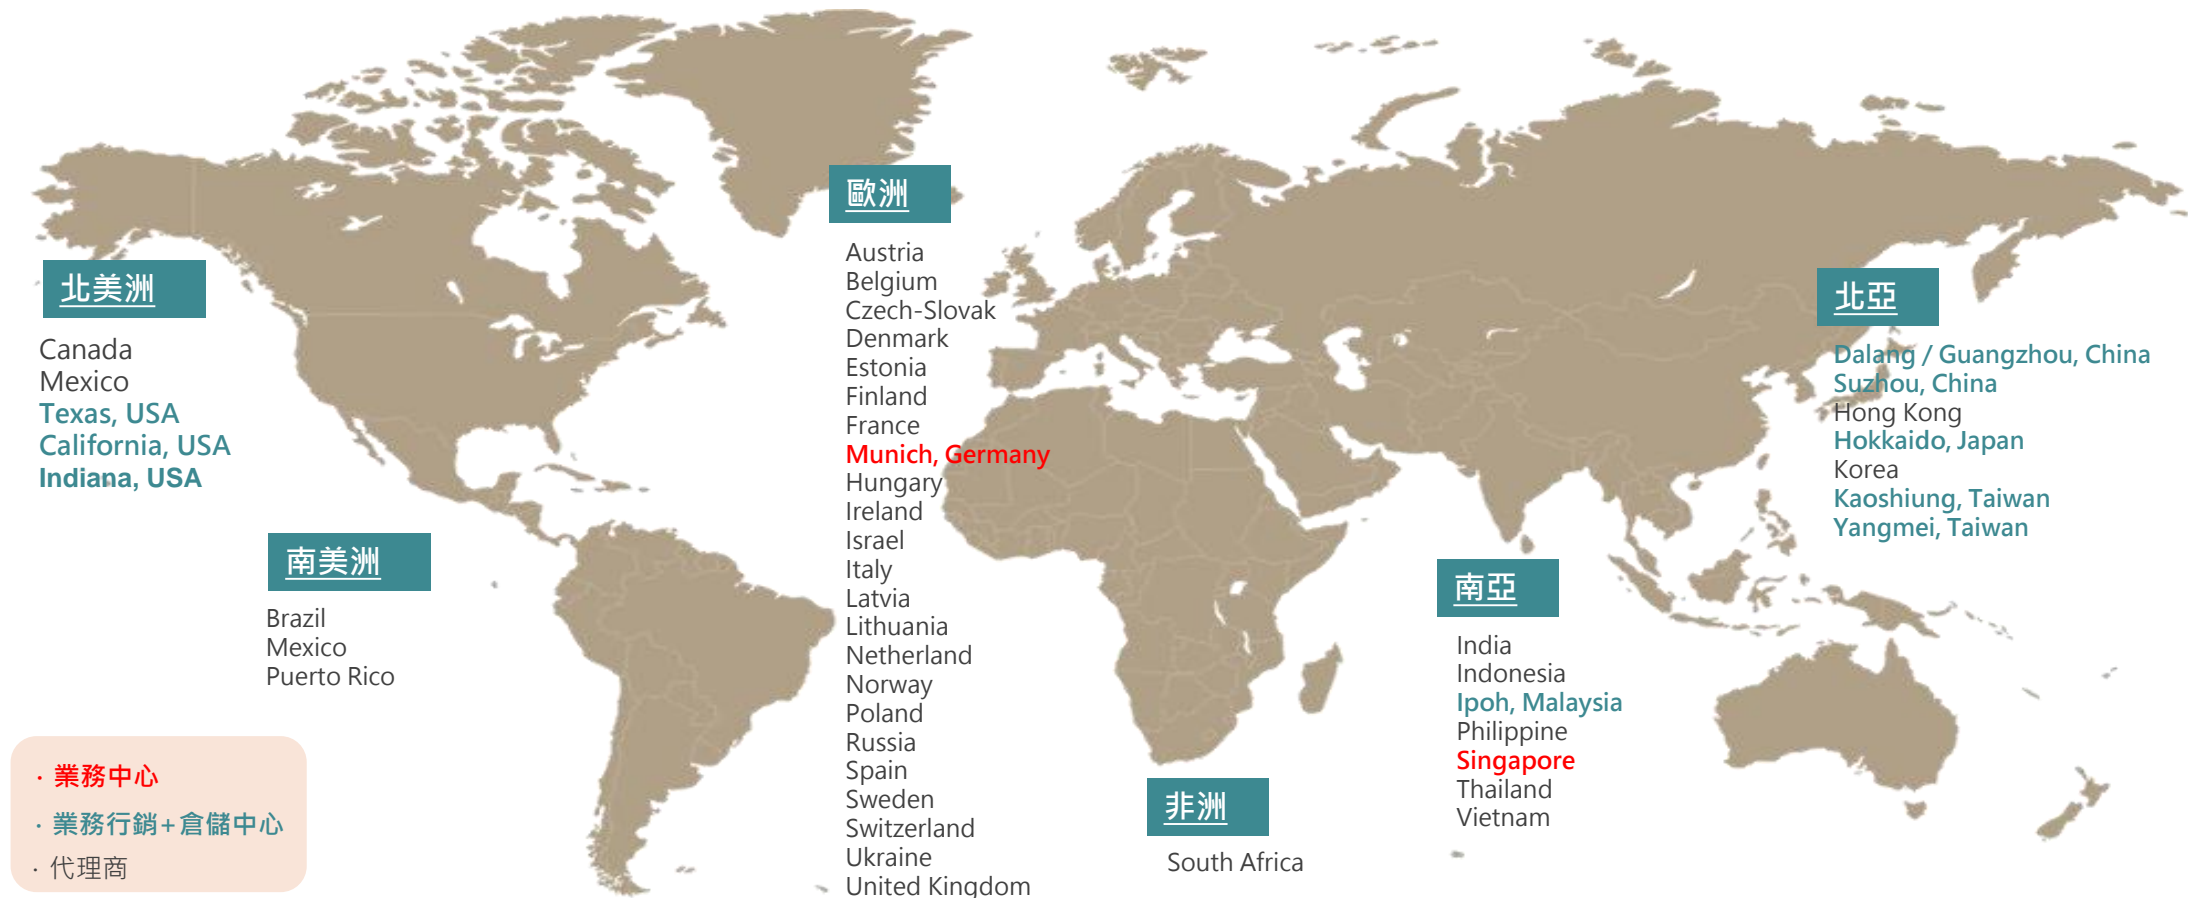 北美洲
Canada
Mexico
Texas, USA
California, USA
Indiana, USA
南美洲
Brazil
Mexico
Puerto Rico
· 業務中心
· 業務行銷+倉儲中心
· 代理商
歐洲
Austria
Belgium
Czech-Slovak
Denmark
Estonia
Finland
France
Munich, Germany
Hungary
Ireland
Israel
Italy
Latvia
Lithuania
Netherland
Norway
Poland
Russia
Spain
Sweden
Switzerland
Ukraine
United Kingdom
非洲
South Africa
南亞
India
Indonesia
Ipoh, Malaysia
Philippine
Singapore
Thailand
Vietnam
北亞
Dalang / Guangzhou, China
Suzhou, China
Hong Kong
Hokkaido, Japan
Korea
Kaoshiung, Taiwan
Yangmei, Taiwan